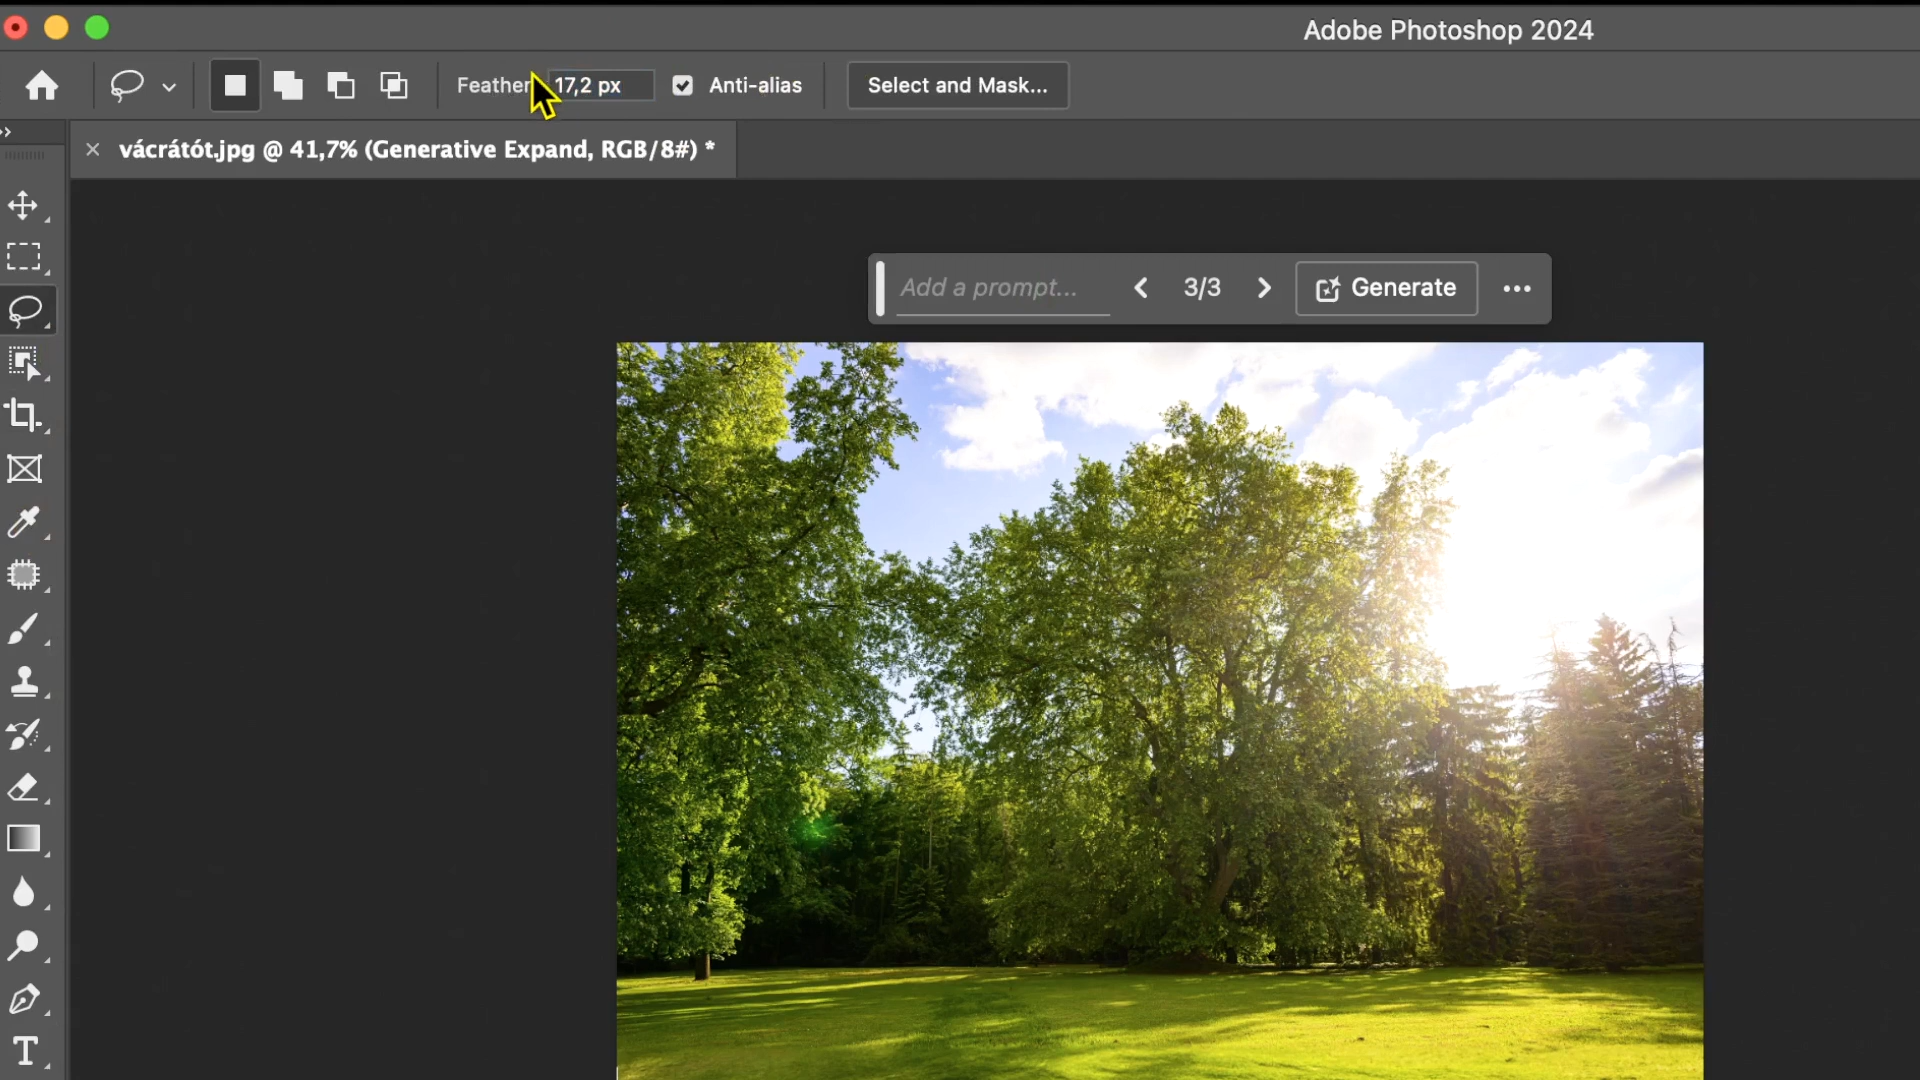 Adobe Photoshop 2024
Feather 17,2 px Anti-alias Select and Mask...
vácrátót.jpg @ 41,7% (Generative Expand, RGB/8#) *
Add a prompt... 3/3 Generate